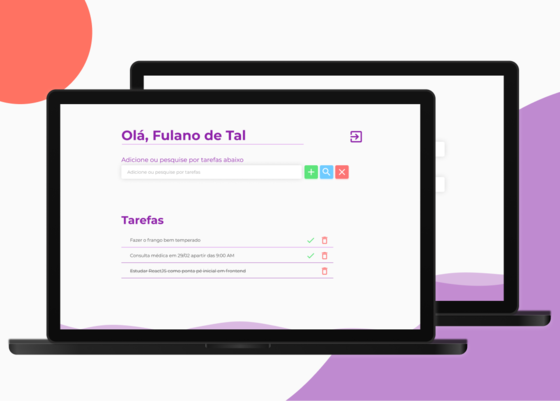 Olá, Fulano de Tal
Adicione ou pesquise por tarefas abaixo
Adicione ou pesquise por tarefas
Tarefas
Fazer o frango bem temperado
Consulta médica em 29/02 apartir das 9:00 AM
Estudar ReactJS como ponta pé inicial em Frontend